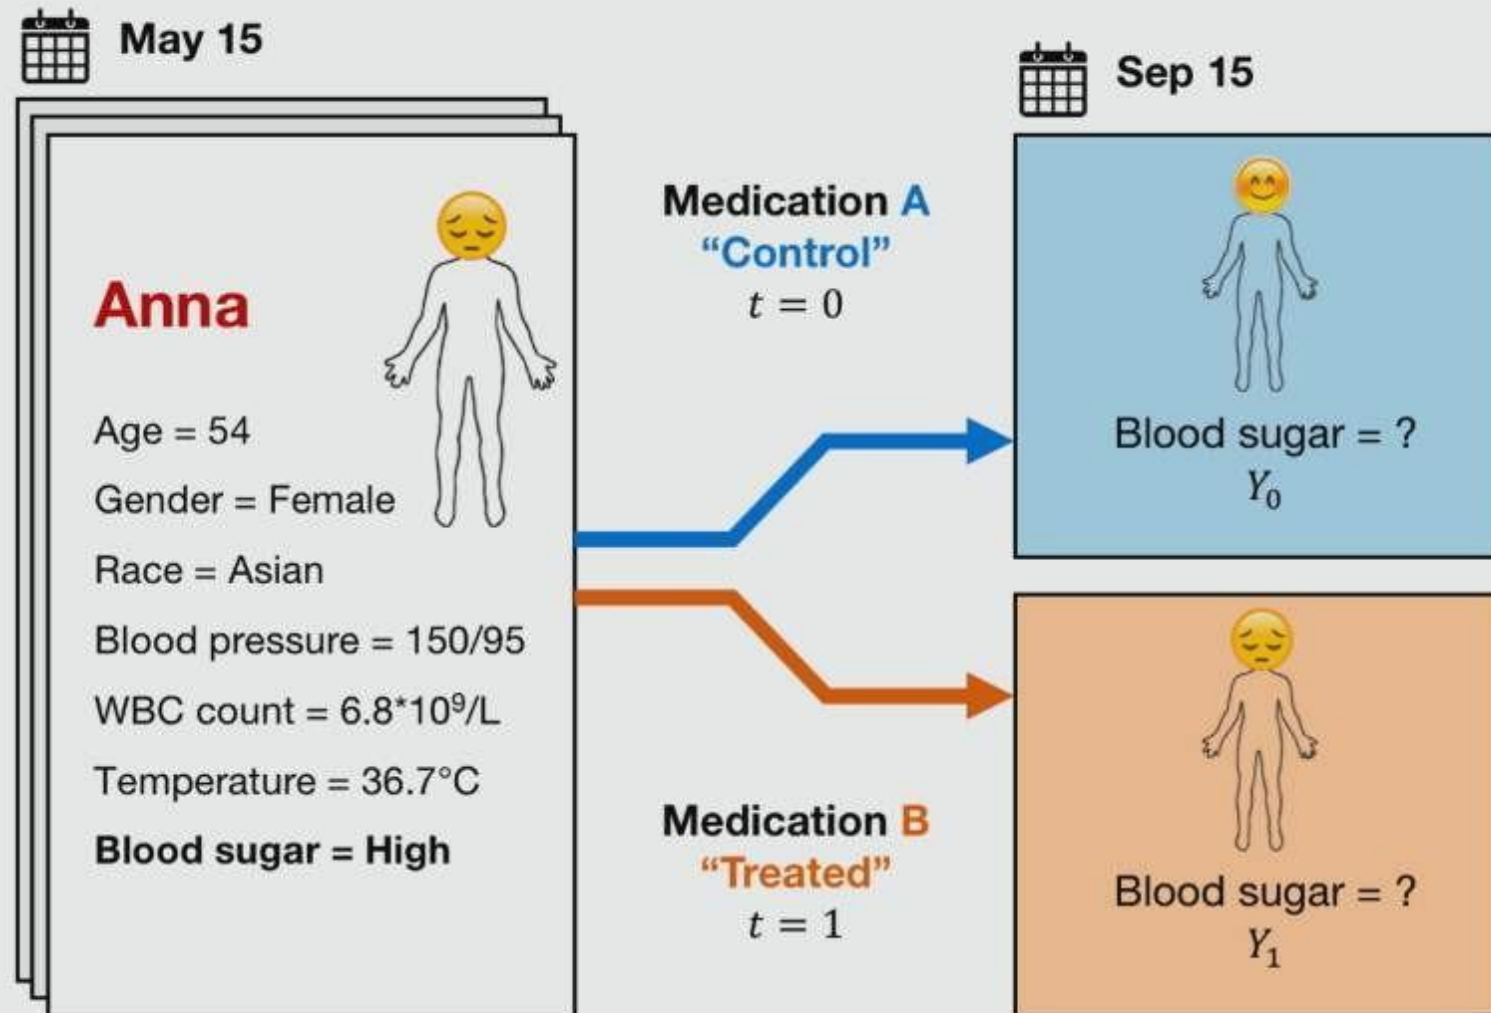 May 15
Anna
Age = 54
Gender = Female
Race = Asian
Blood pressure = 150/95
WBC count = 6.8*10⁹/L
Temperature = 36.7°C
Blood sugar = High
Medication A
“Control”
t = 0
Medication B
“Treated”
t = 1
Sep 15
Blood sugar = ?
Y₀
Blood sugar = ?
Y₁